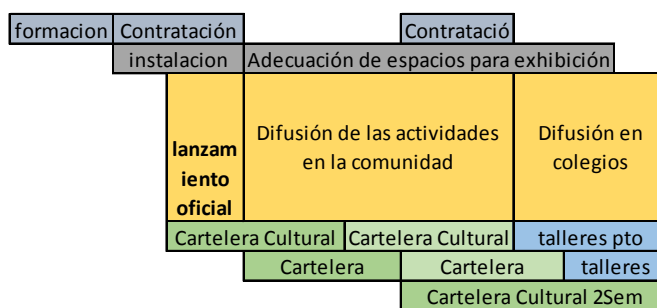 formacion Contratación Contratació
instalacion Adecuación de espacios para exhibición
lanzam
iento
oficial
Difusión de las actividades
en la comunidad
Difusión en
colegios
Cartelera Cultural Cartelera Cultural talleres pto
Cartelera Cartelera talleres
Cartelera Cultural 2Sem